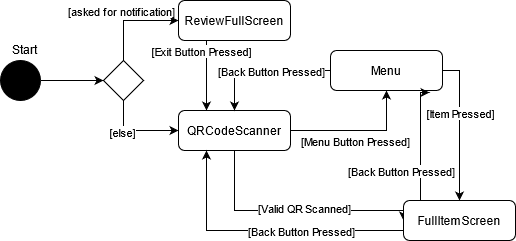 [asked for notification]
ReviewFullScreen
Start
[Exit Button Pressed]
[Back Button Pressed]
Menu
QRCodeScanner
[Item Pressed]
[else]
[Menu Button Pressed]
[Back Button Pressed]
[Valid QR Scanned]
FullItemScreen
[Back Button Pressed]